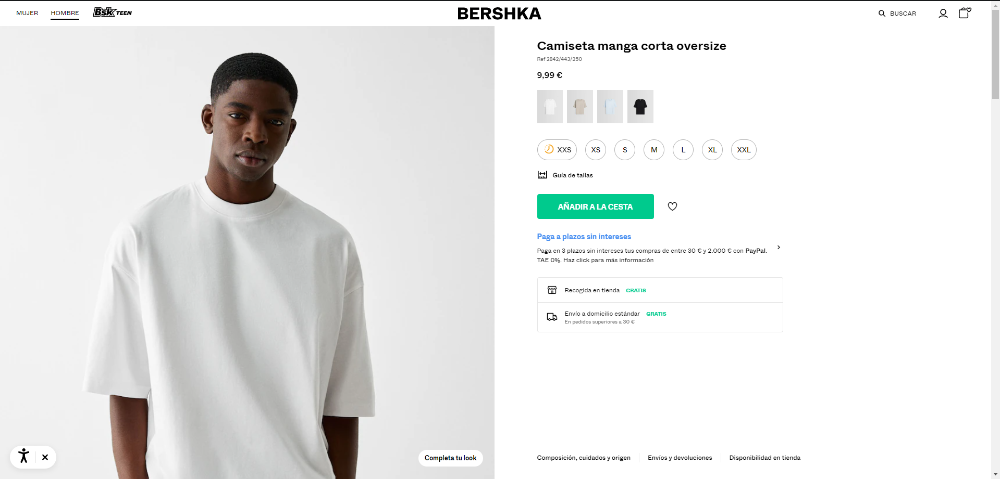 MUJER
HOMBRE
Bsk TEEN
BERSHKA
BUSCAR
Camiseta manga corta oversize
Ref 2842/443/250
9,99 €
XXS
XS
S
M
L
XL
XXL
Guía de tallas
AÑADIR A LA CESTA
Paga a plazos sin intereses
Paga en 3 plazos sin intereses tus compras de entre 30 € y 2.000 € con PayPal.
TAE 0%. Haz click para más información
Recogida en tienda GRATIS
Envío a domicilio estándar GRATIS
En pedidos superiores a 30 €
Completa tu look
Composición, cuidados y origen
Envíos y devoluciones
Disponibilidad en tienda